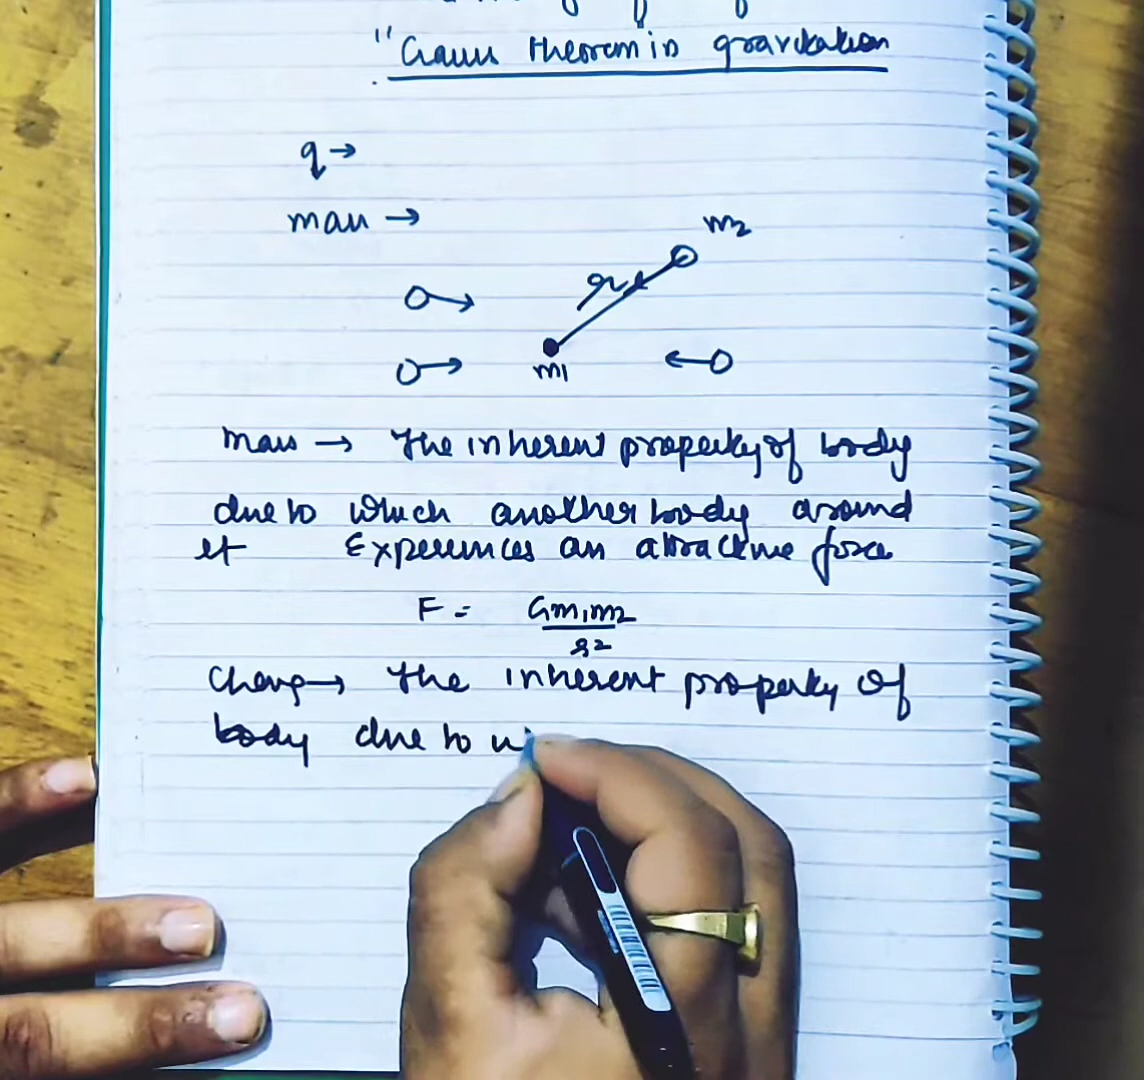 "Gauss theorem in gravitation
q →
mass →
m2
r
m1
mass → The inherent property of body
due to which another body around
it Experiences an attractive force
F = Gm1m2
r2
Charge → The inherent property of
body due to w